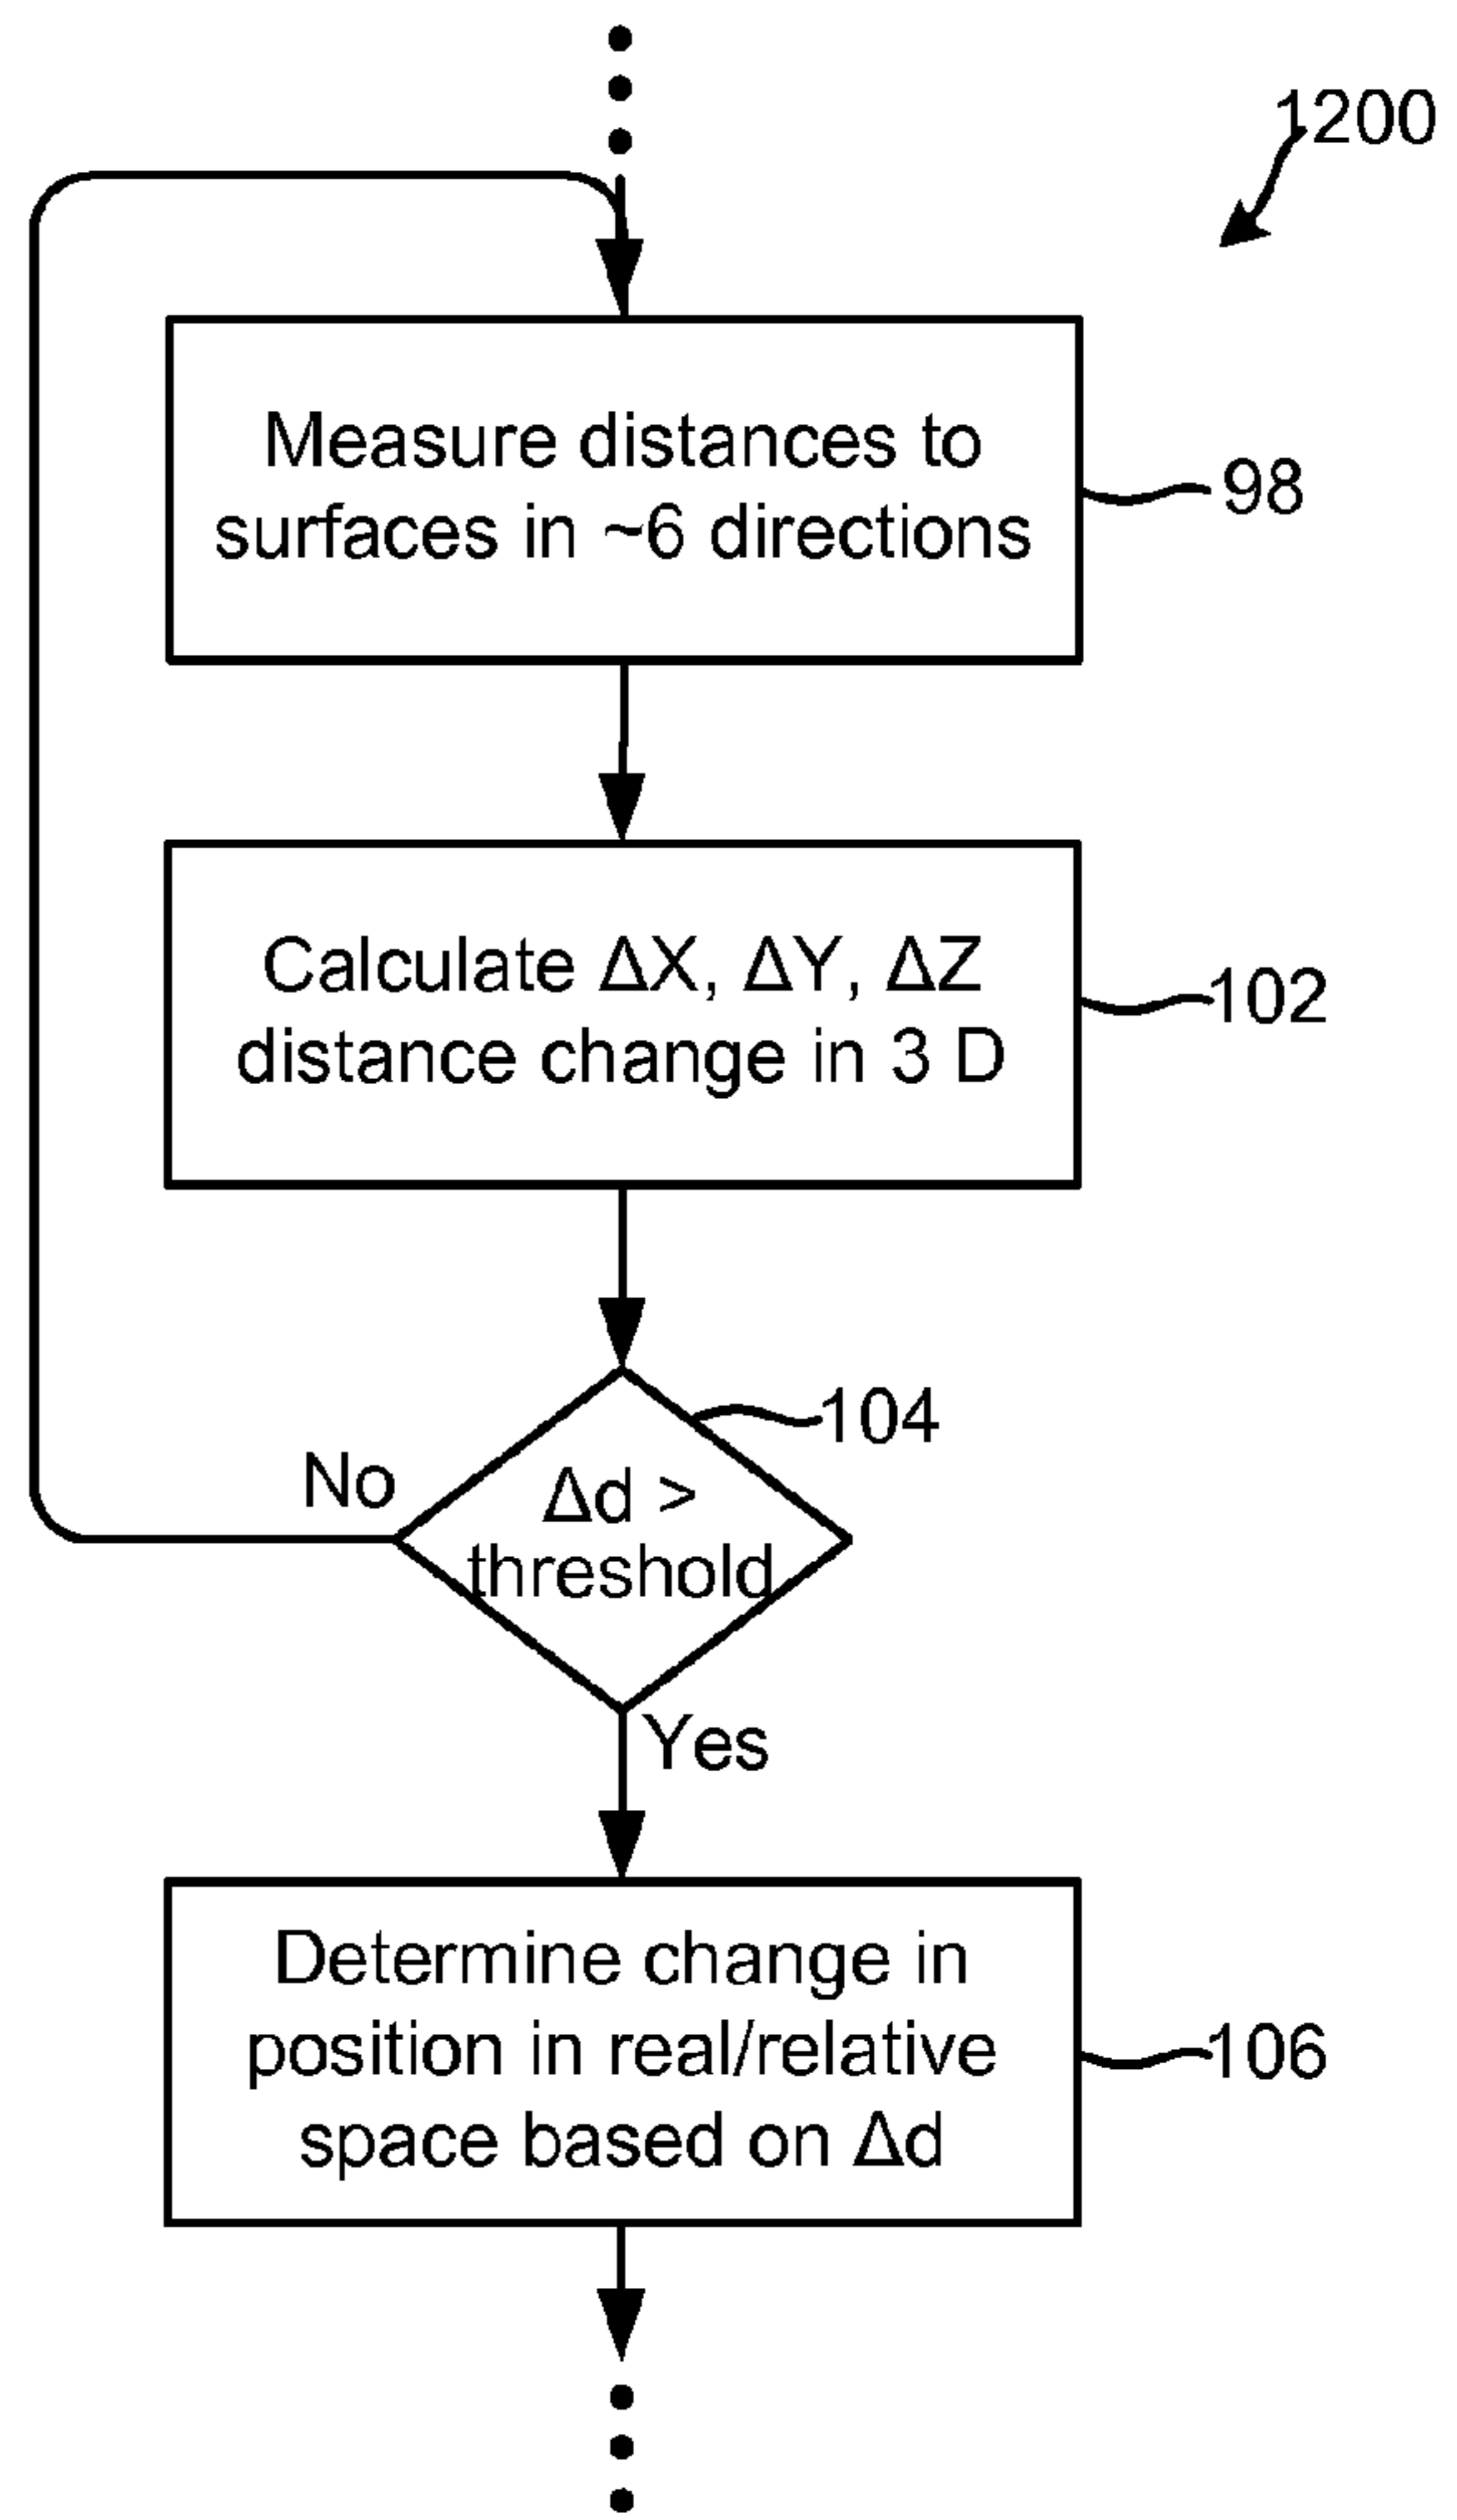 1200
Measure distances to
surfaces in ~6 directions
98
Calculate ΔX, ΔY, ΔZ
distance change in 3 D
102
104
No
Δd >
threshold
Yes
Determine change in
position in real/relative
space based on Δd
106